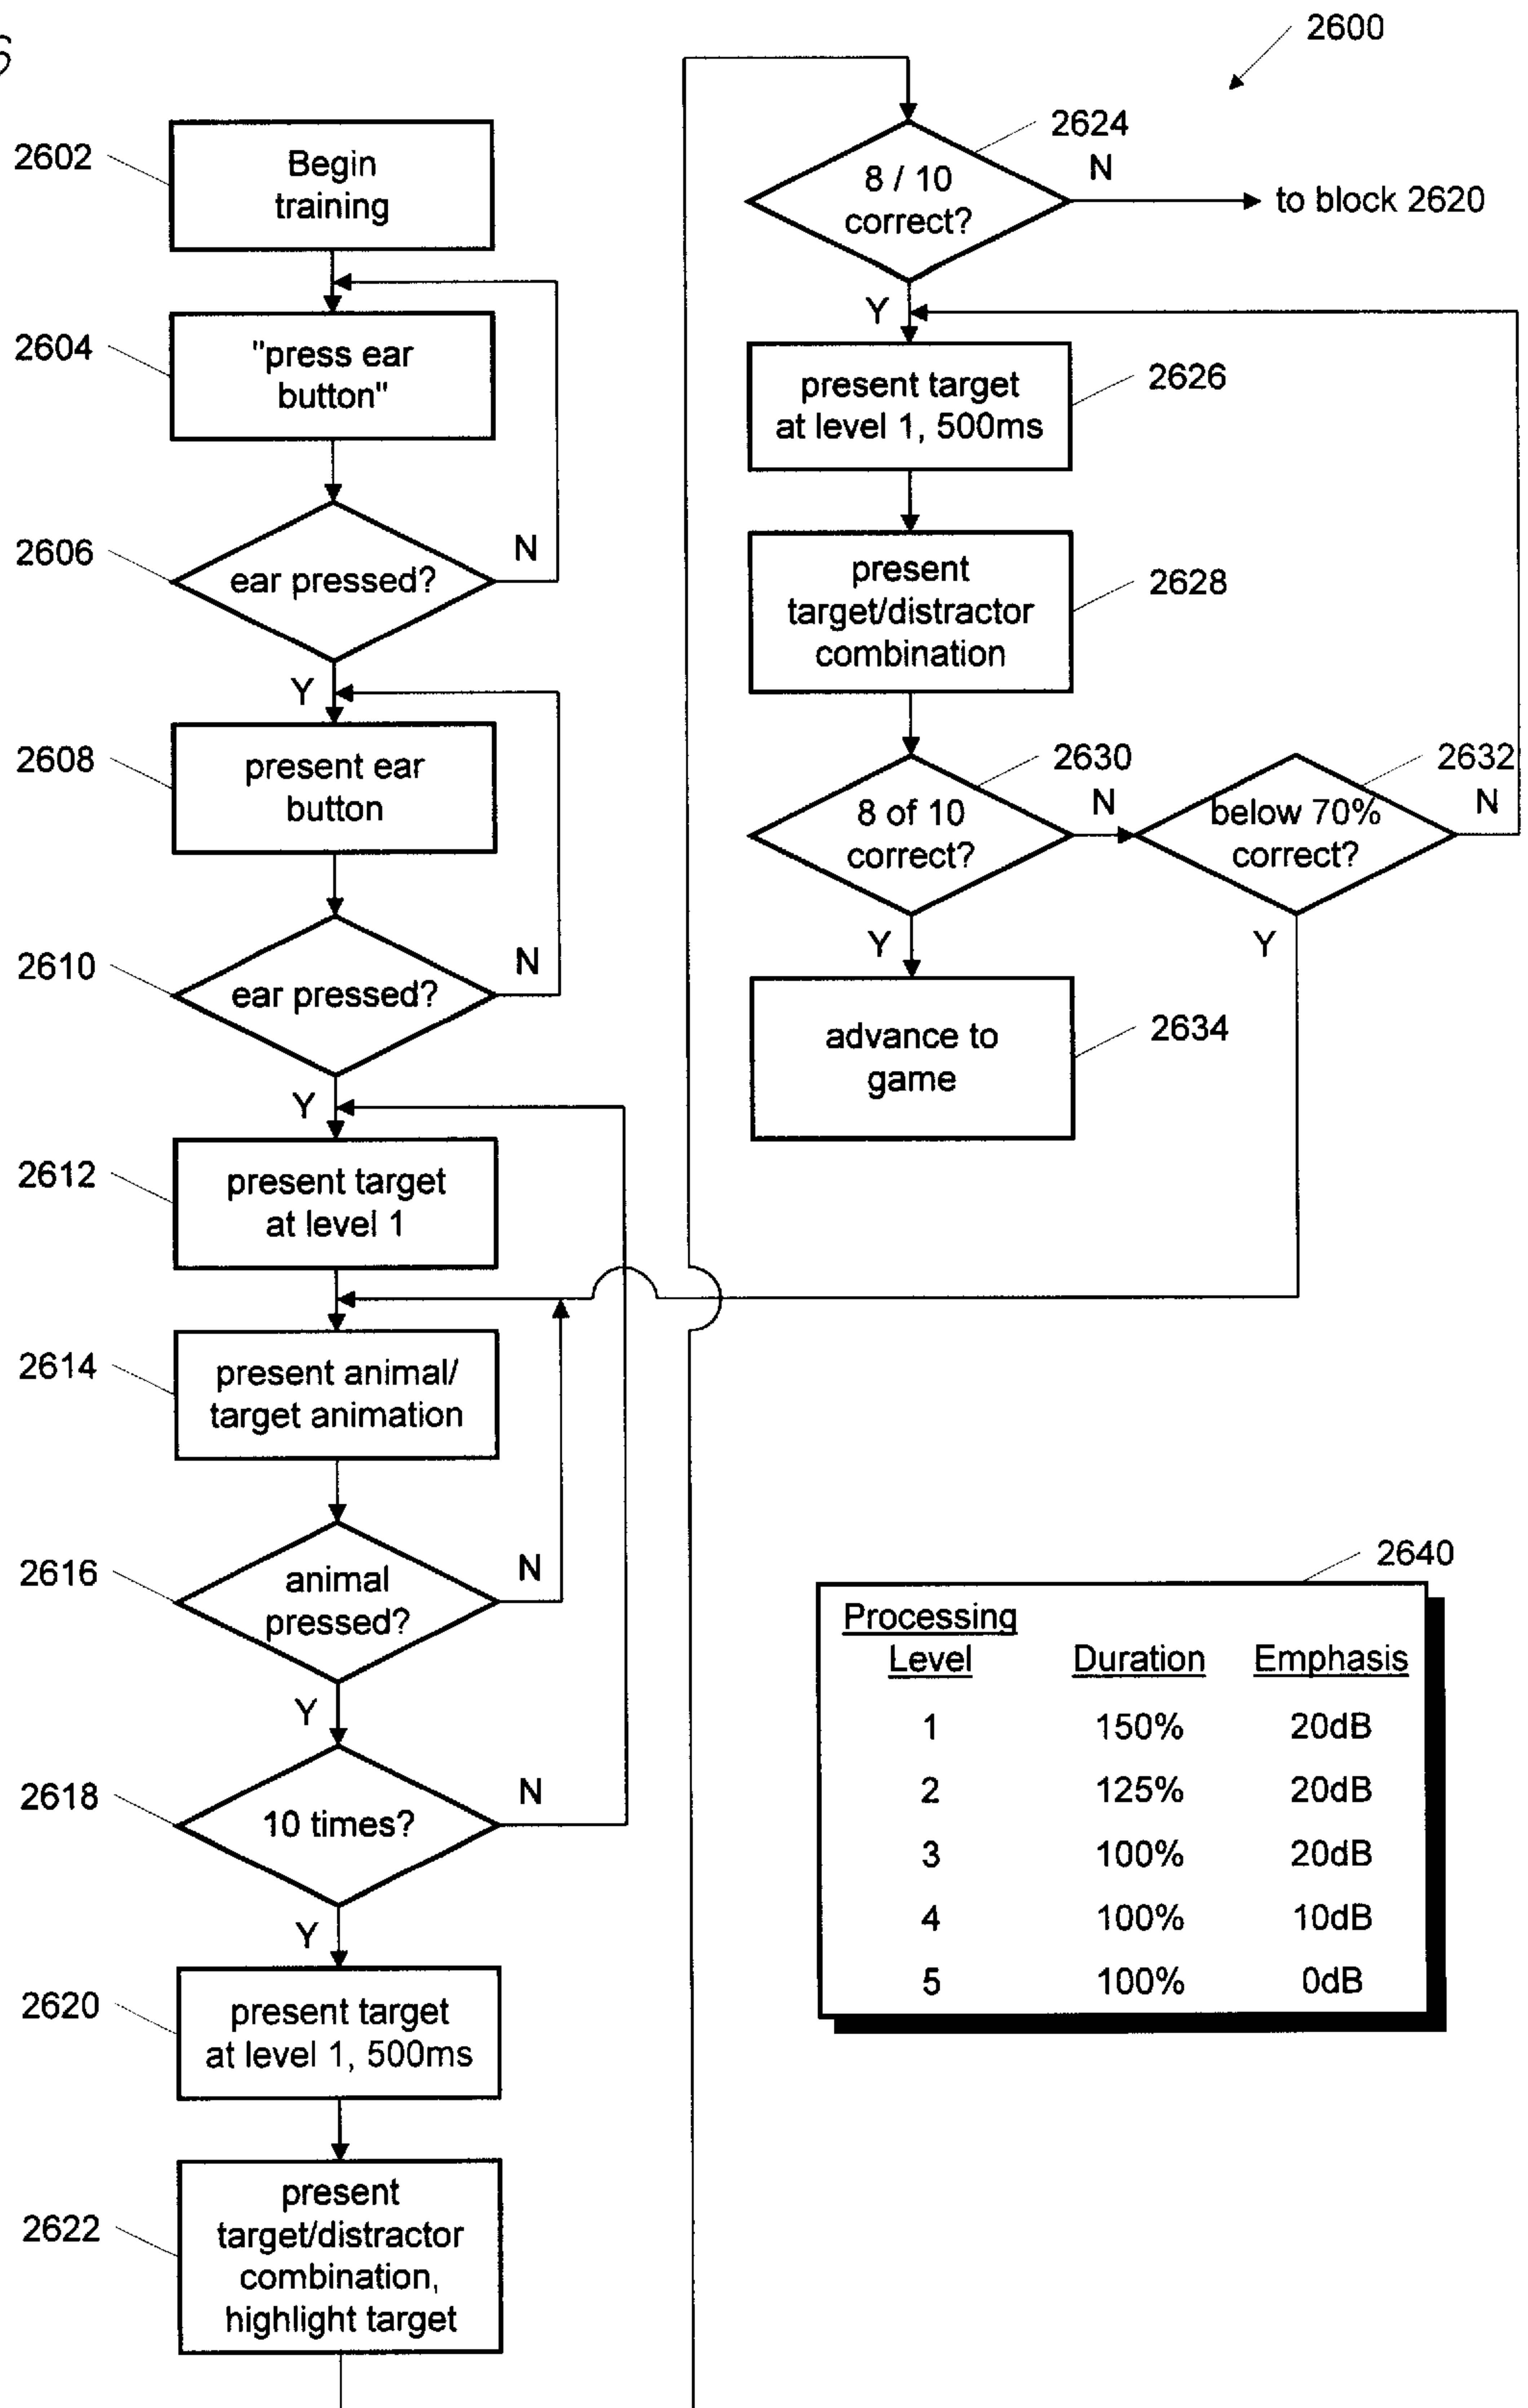 6
2602
Begin
training
2604
"press ear
button"
2606
ear pressed?
N
Y
2608
present ear
button
2610
ear pressed?
N
Y
2612
present target
at level 1
2614
present animal/
target animation
2616
animal
pressed?
N
Y
2618
10 times?
N
Y
2620
present target
at level 1, 500ms
2622
present
target/distractor
combination,
highlight target
2600
2624
8 / 10
correct?
N
to block 2620
Y
2626
present target
at level 1, 500ms
2628
present
target/distractor
combination
2630
8 of 10
correct?
N
Y
2632
below 70%
correct?
N
Y
2634
advance to
game
2640
Processing
Level Duration Emphasis
1 150% 20dB
2 125% 20dB
3 100% 20dB
4 100% 10dB
5 100% 0dB